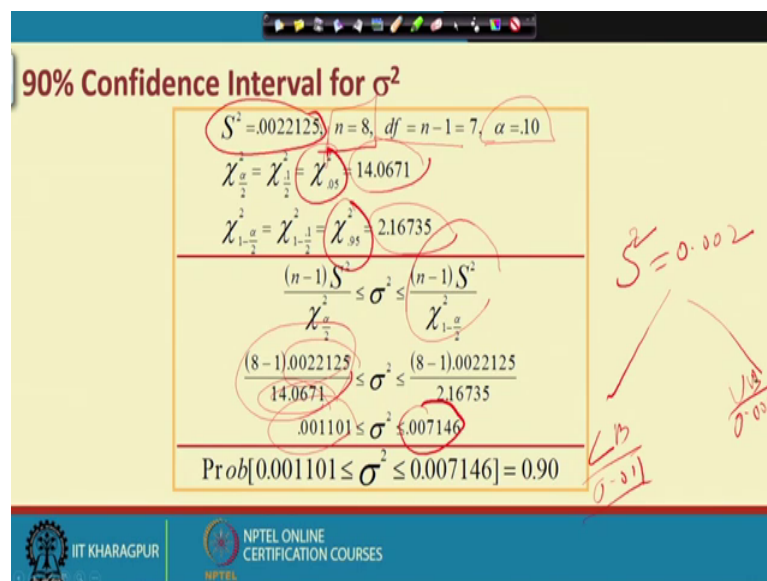 90% Confidence Interval for σ²
S² = .0022125, n = 8, df = n − 1 = 7, α = .10
χ²_{α/2} = χ²_{.1/2} = χ²_{.05} = 14.0671
χ²_{1−α/2} = χ²_{1−.1/2} = χ²_{.95} = 2.16735
(n−1)S² / χ²_{α/2} ≤ σ² ≤ (n−1)S² / χ²_{1−α/2}
(8−1).0022125 / 14.0671 ≤ σ² ≤ (8−1).0022125 / 2.16735
.001101 ≤ σ² ≤ .007146
Prob[0.001101 ≤ σ² ≤ 0.007146] = 0.90
S² = 0.002
LB
UB
IIT KHARAGPUR
NPTEL ONLINE
CERTIFICATION COURSES
NPTEL